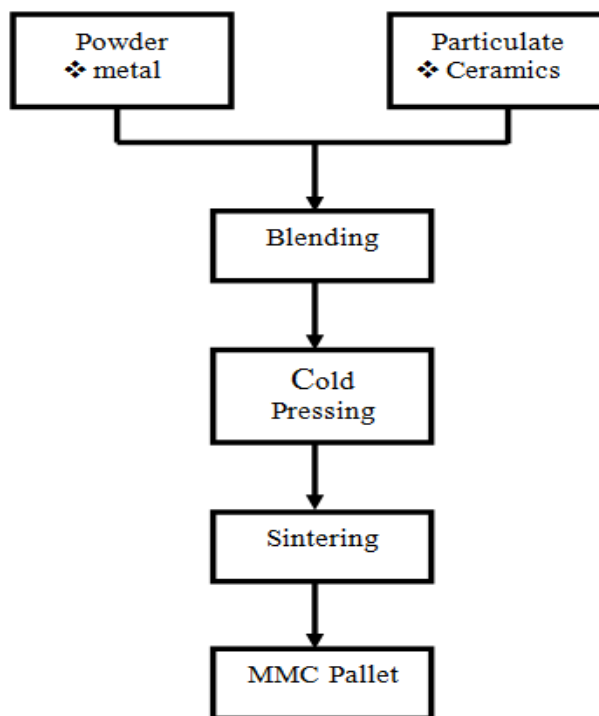 Powder
❖ metal
Particulate
❖ Ceramics
Blending
Cold
Pressing
Sintering
MMC Pallet